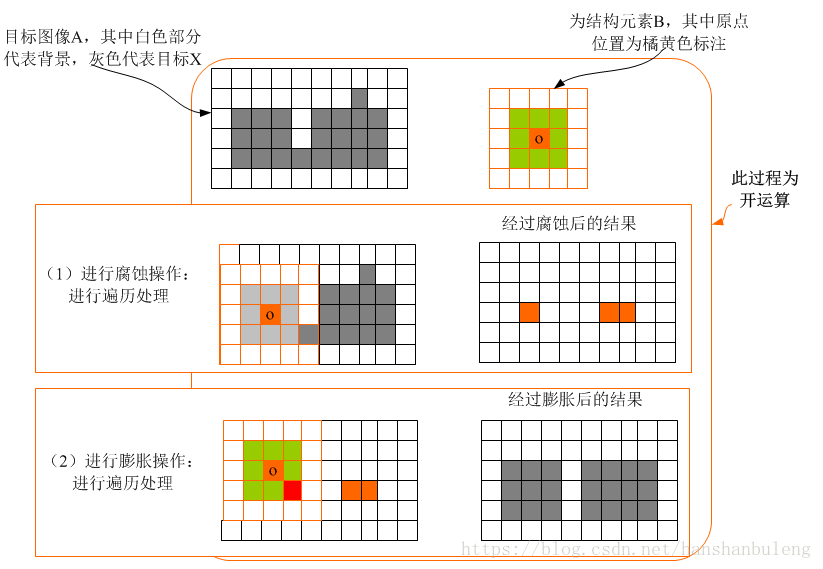 目标图像A，其中白色部分
代表背景，灰色代表目标X
为结构元素B，其中原点
位置为橘黄色标注
o
此过程为
开运算
经过腐蚀后的结果
（1）进行腐蚀操作：
进行遍历处理
o
经过膨胀后的结果
（2）进行膨胀操作：
进行遍历处理
o
https://blog.csdn.net/hanshanbuleng